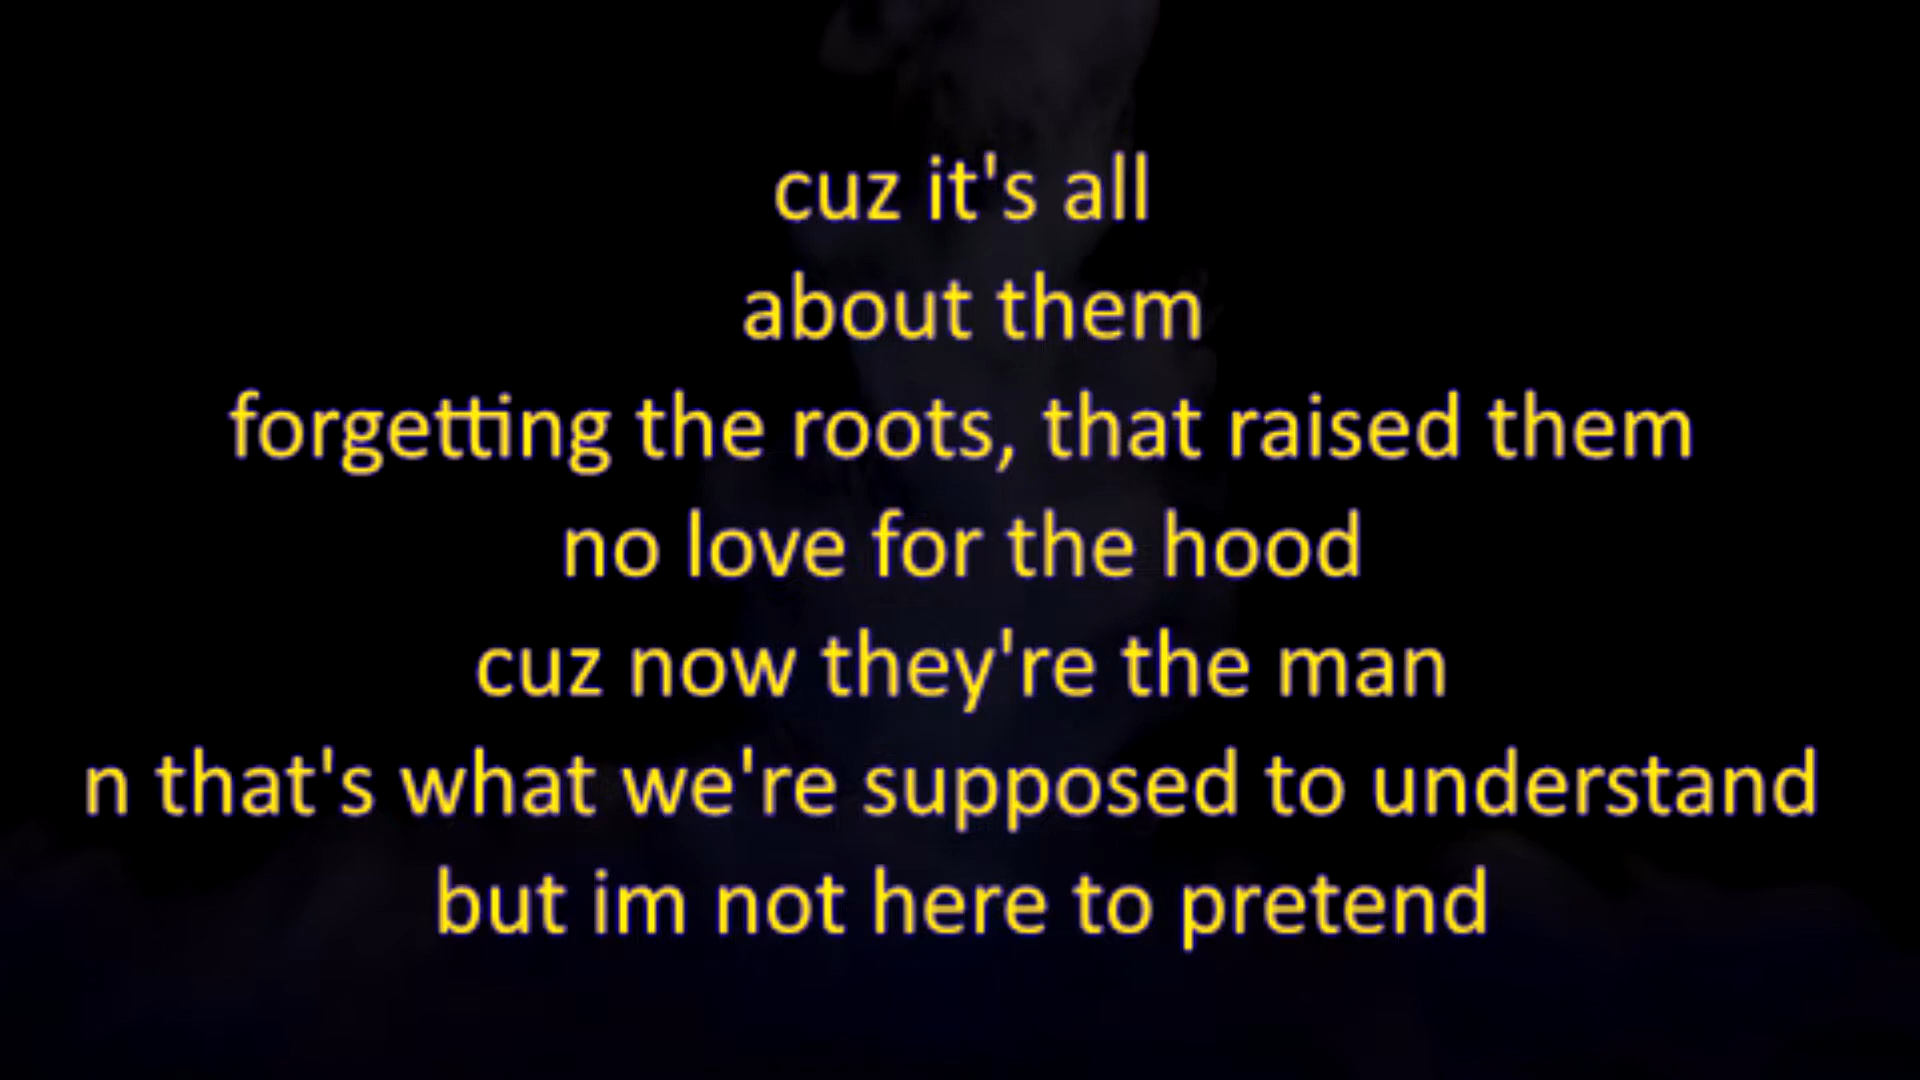 cuz it's all
about them
forgetting the roots, that raised them
no love for the hood
cuz now they're the man
n that's what we're supposed to understand
but im not here to pretend